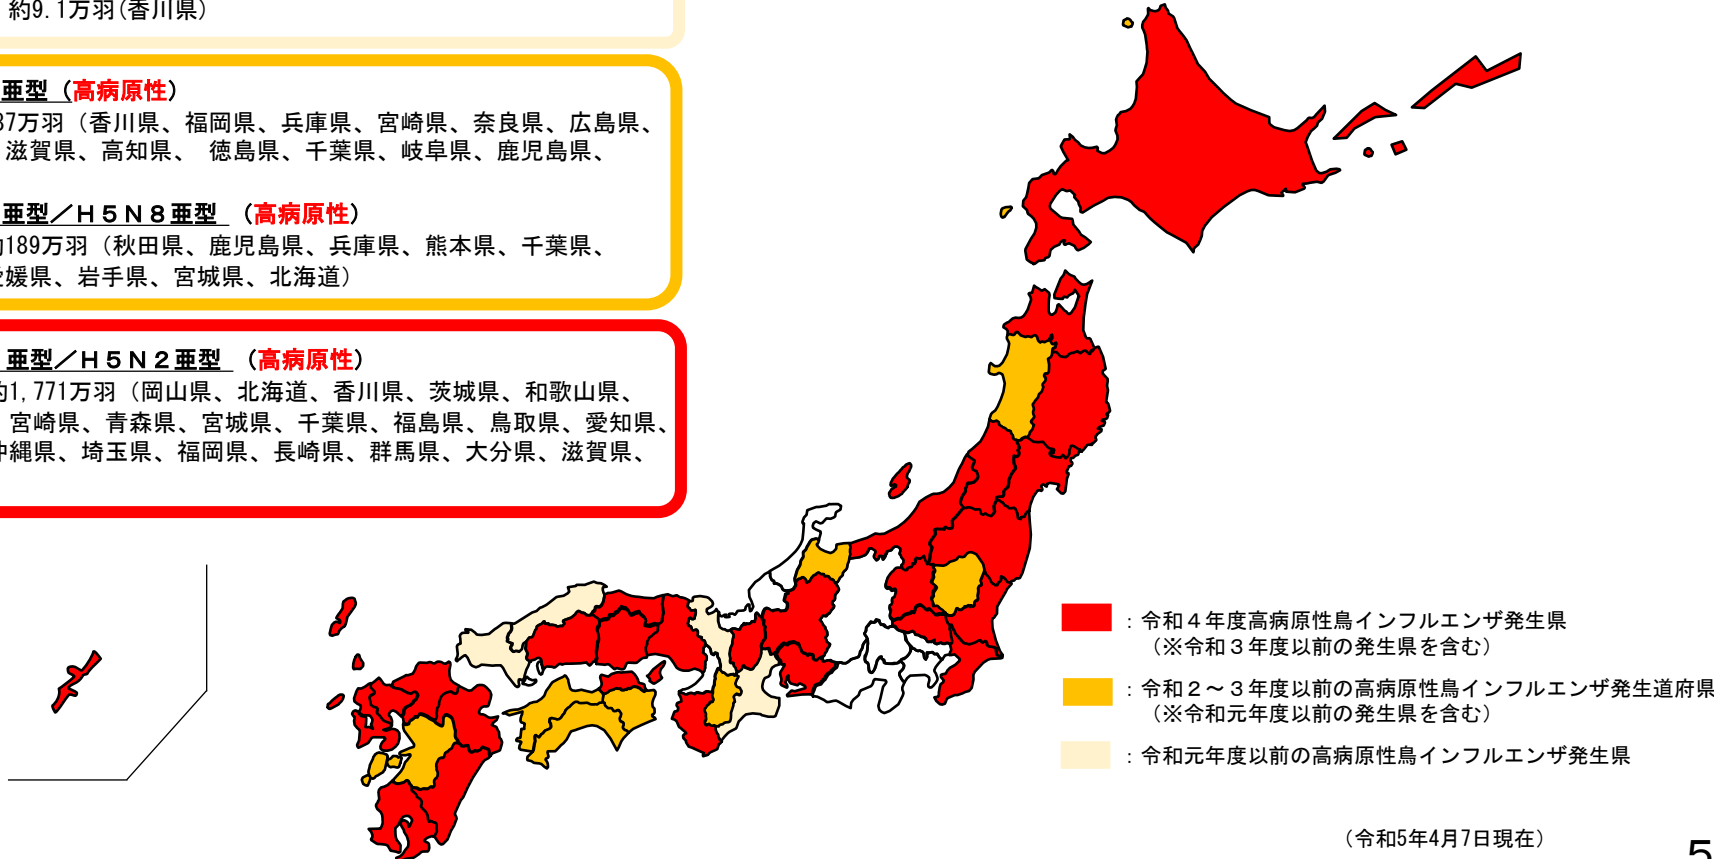 約9.1万羽(香川県)
亜型（高病原性）
87万羽（香川県、福岡県、兵庫県、宮崎県、奈良県、広島県、
滋賀県、高知県、 徳島県、千葉県、岐阜県、鹿児島県、
亜型／Ｈ５Ｎ８亜型 （高病原性）
約189万羽（秋田県、鹿児島県、兵庫県、熊本県、千葉県、
愛媛県、岩手県、宮城県、北海道）
亜型／Ｈ５Ｎ２亜型 （高病原性）
約1,771万羽（岡山県、北海道、香川県、茨城県、和歌山県、
宮崎県、青森県、宮城県、千葉県、福島県、鳥取県、愛知県、
沖縄県、埼玉県、福岡県、長崎県、群馬県、大分県、滋賀県、
：令和４年度高病原性鳥インフルエンザ発生県
（※令和３年度以前の発生県を含む）
：令和２～３年度以前の高病原性鳥インフルエンザ発生道府県
（※令和元年度以前の発生県を含む）
：令和元年度以前の高病原性鳥インフルエンザ発生県
（令和5年4月7日現在）
5